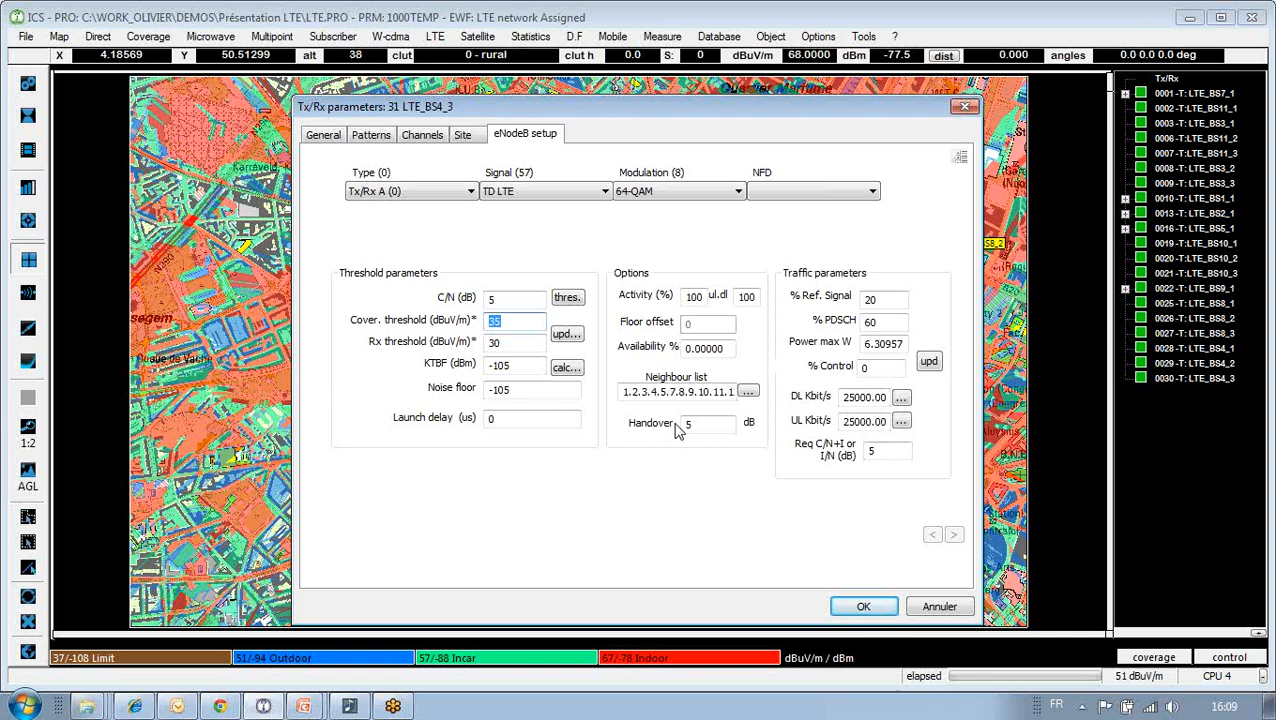 ICS - PRO: C:\WORK_OLIVIER\DEMOS\Présentation LTE\LTE.PRO - PRM: 1000TEMP - EWF: LTE network Assigned
File Map Direct Coverage Microwave Multipoint Subscriber W-cdma LTE Satellite Statistics D.F Mobile Measure Database Object Options Tools ?
X 4.18569 Y 50.51299 alt 38 clut 0 - rural clut h 0.0 S: 0 dBuV/m 68.0000 dBm -77.5 dist 0.000 angles 0.0 0.0 0.0 deg
Quartier Maritime
Karreveld
N290
segem
Quatre de Vache
Tx/Rx parameters: 31 LTE_BS4_3
General Patterns Channels Site eNodeB setup
Type (0) Signal (57) Modulation (8) NFD
Tx/Rx A (0) TD LTE 64-QAM
Threshold parameters
C/N (dB) 5 thres.
Cover. threshold (dBuV/m)* 35
upd...
Rx threshold (dBuV/m)* 30
KTBF (dBm) -105 calc...
Noise floor -105
Launch delay (us) 0
Options
Activity (%) 100 ul.dl 100
Floor offset 0
Availability % 0.00000
Neighbour list
1.2.3.4.5.7.8.9.10.11.1 ...
Handover 5 dB
Traffic parameters
% Ref. Signal 20
% PDSCH 60
Power max W 6.30957
upd
% Control 0
DL Kbit/s 25000.00 ...
UL Kbit/s 25000.00 ...
Req C/N+I or
I/N (dB) 5
< >
OK Annuler
Tx/Rx
0001 -T: LTE_BS7_1
0002 -T: LTE_BS11_1
0003 -T: LTE_BS3_1
0006 -T: LTE_BS11_2
0007 -T: LTE_BS11_3
0008 -T: LTE_BS3_2
0009 -T: LTE_BS3_3
0010 -T: LTE_BS1_1
0013 -T: LTE_BS2_1
0016 -T: LTE_BS5_1
0019 -T: LTE_BS10_1
0020 -T: LTE_BS10_2
0021 -T: LTE_BS10_3
0022 -T: LTE_BS9_1
0025 -T: LTE_BS8_1
0026 -T: LTE_BS8_2
0027 -T: LTE_BS8_3
0028 -T: LTE_BS4_1
0029 -T: LTE_BS4_2
0030 -T: LTE_BS4_3
1:2
AGL
37/-108 Limit 51/-94 Outdoor 57/-88 Incar 67/-78 Indoor dBuV/m / dBm coverage control
elapsed 51 dBuV/m CPU 4
FR 16:09